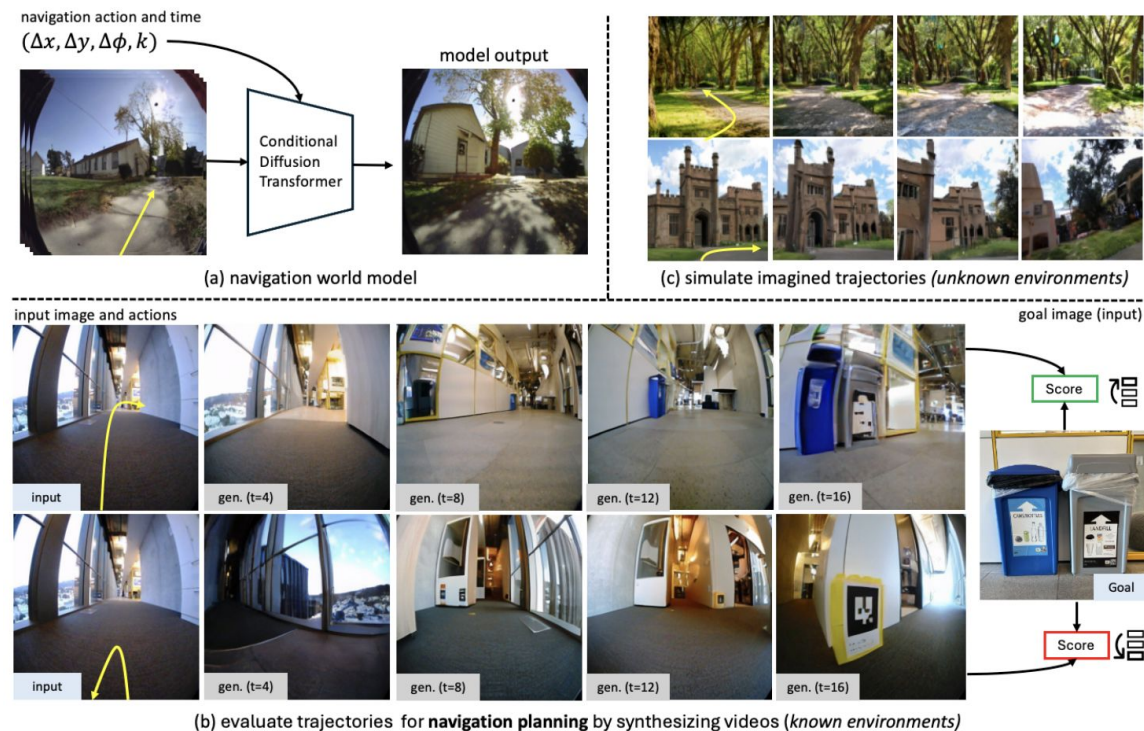 navigation action and time
(Δx, Δy, Δϕ, k)
model output
Conditional
Diffusion
Transformer
(a) navigation world model
(c) simulate imagined trajectories (unknown environments)
input image and actions
goal image (input)
input
gen. (t=4)
gen. (t=8)
gen. (t=12)
gen. (t=16)
Score
LANDFILL
Goal
input
gen. (t=4)
gen. (t=8)
gen. (t=12)
gen. (t=16)
Score
(b) evaluate trajectories for navigation planning by synthesizing videos (known environments)